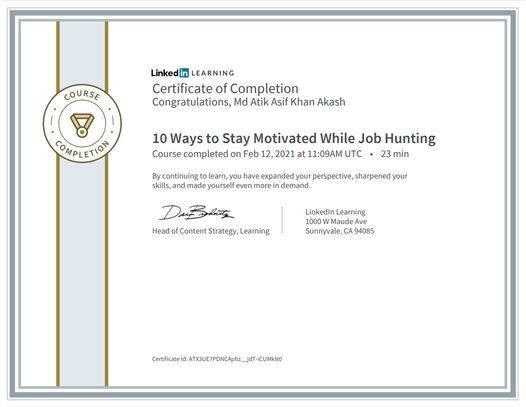 COURSE
COMPLETION
Linked in LEARNING
Certificate of Completion
Congratulations, Md Atik Asif Khan Akash
10 Ways to Stay Motivated While Job Hunting
Course completed on Feb 12, 2021 at 11:09AM UTC • 23 min
By continuing to learn, you have expanded your perspective, sharpened your
skills, and made yourself even more in demand.
Head of Content Strategy, Learning
LinkedIn Learning
1000 W Maude Ave
Sunnyvale, CA 94085
Certificate Id: ATX3UE7PDNCAphz__jdT-iCUMkN0